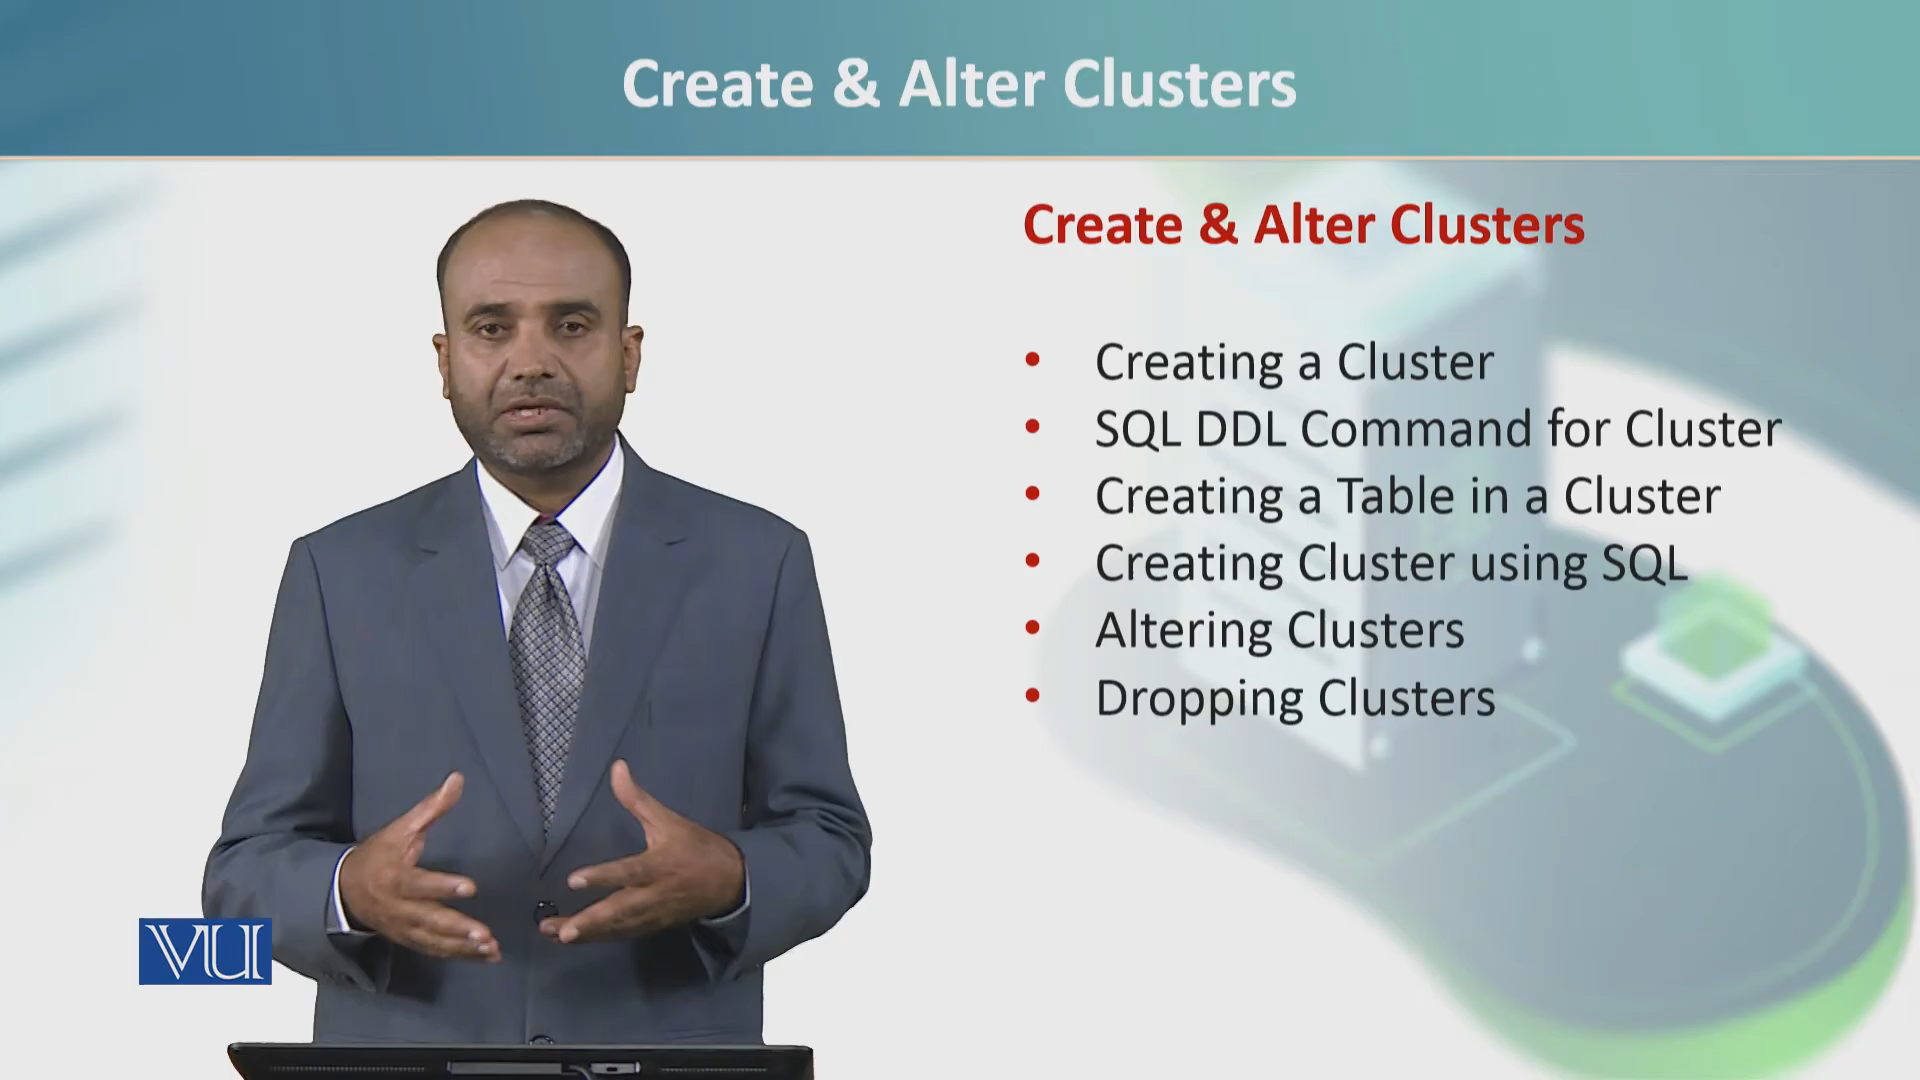 Create & Alter Clusters
Create & Alter Clusters
• Creating a Cluster
• SQL DDL Command for Cluster
• Creating a Table in a Cluster
• Creating Cluster using SQL
• Altering Clusters
• Dropping Clusters
VU